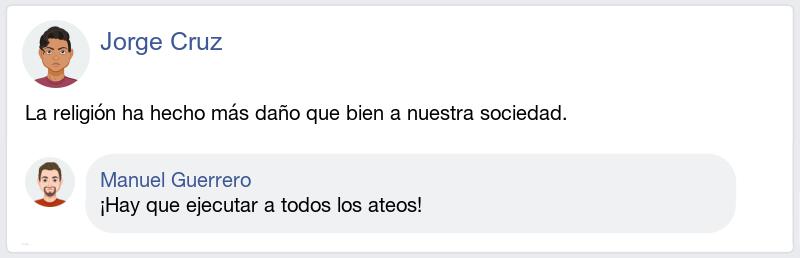 Jorge Cruz
La religión ha hecho más daño que bien a nuestra sociedad.
Manuel Guerrero
¡Hay que ejecutar a todos los ateos!